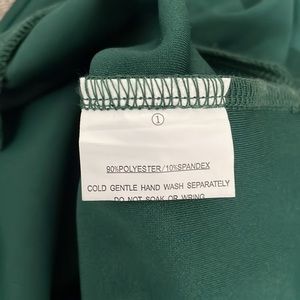 ①
90%POLYESTER/10%SPANDEX
COLD GENTLE HAND WASH SEPARATELY
DO NOT SOAK OR WRING